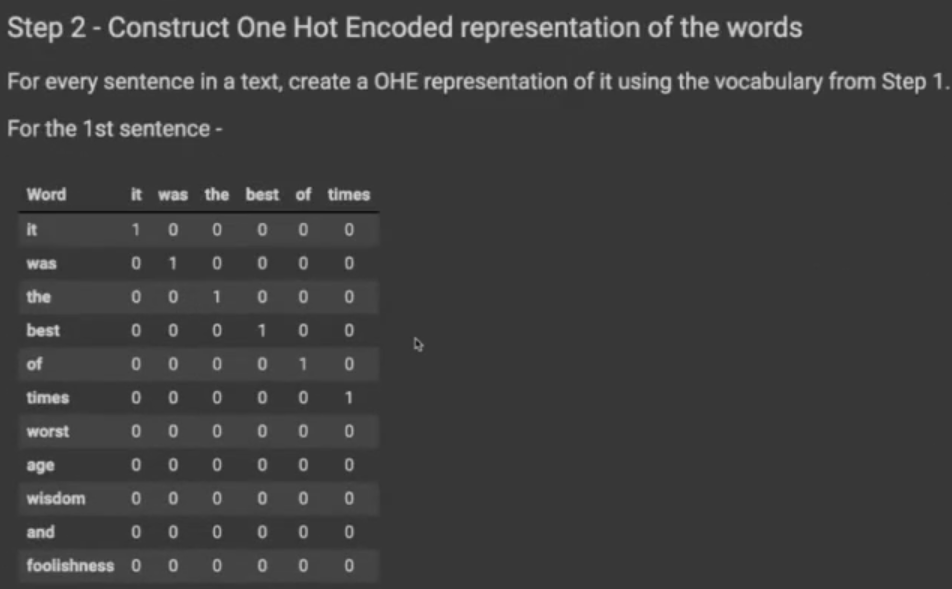 Step 2 - Construct One Hot Encoded representation of the words
For every sentence in a text, create a OHE representation of it using the vocabulary from Step 1.
For the 1st sentence -
Word it was the best of times
it 1 0 0 0 0 0
was 0 1 0 0 0 0
the 0 0 1 0 0 0
best 0 0 0 1 0 0
of 0 0 0 0 1 0
times 0 0 0 0 0 1
worst 0 0 0 0 0 0
age 0 0 0 0 0 0
wisdom 0 0 0 0 0 0
and 0 0 0 0 0 0
foolishness 0 0 0 0 0 0